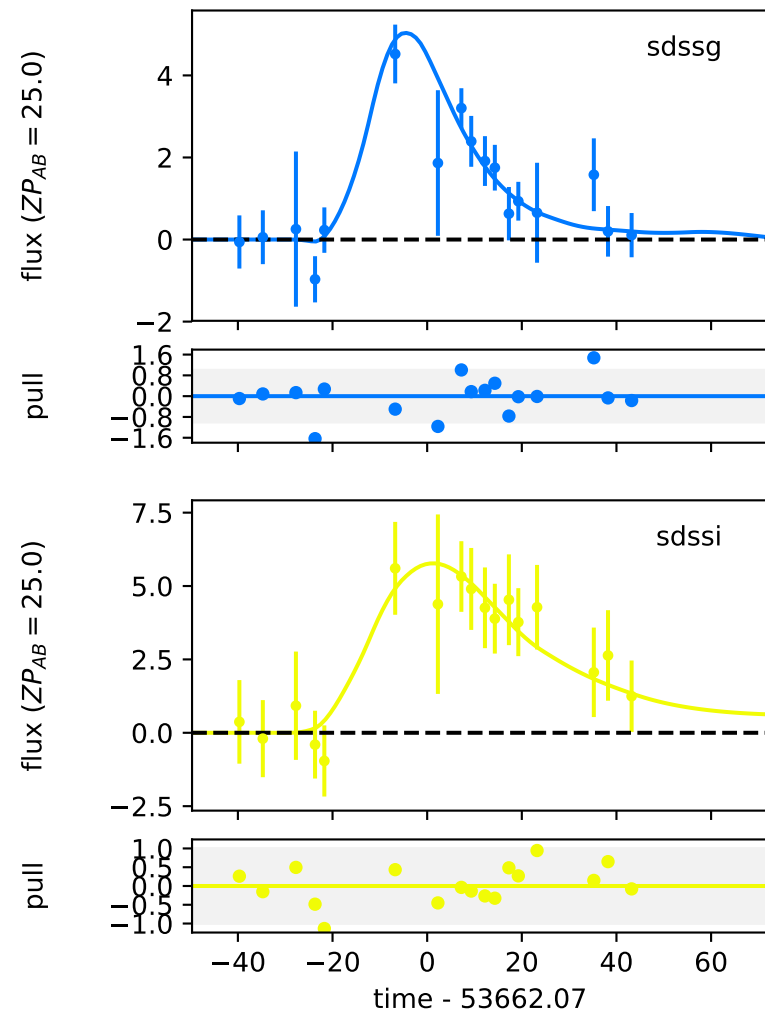 sdssg
flux (ZP_AB = 25.0)
4
2
0
−2
pull
1.6
0.8
0.0
−0.8
−1.6
sdssi
flux (ZP_AB = 25.0)
7.5
5.0
2.5
0.0
−2.5
pull
1.0
0.5
0.0
−0.5
−1.0
−40 −20 0 20 40 60
time - 53662.07